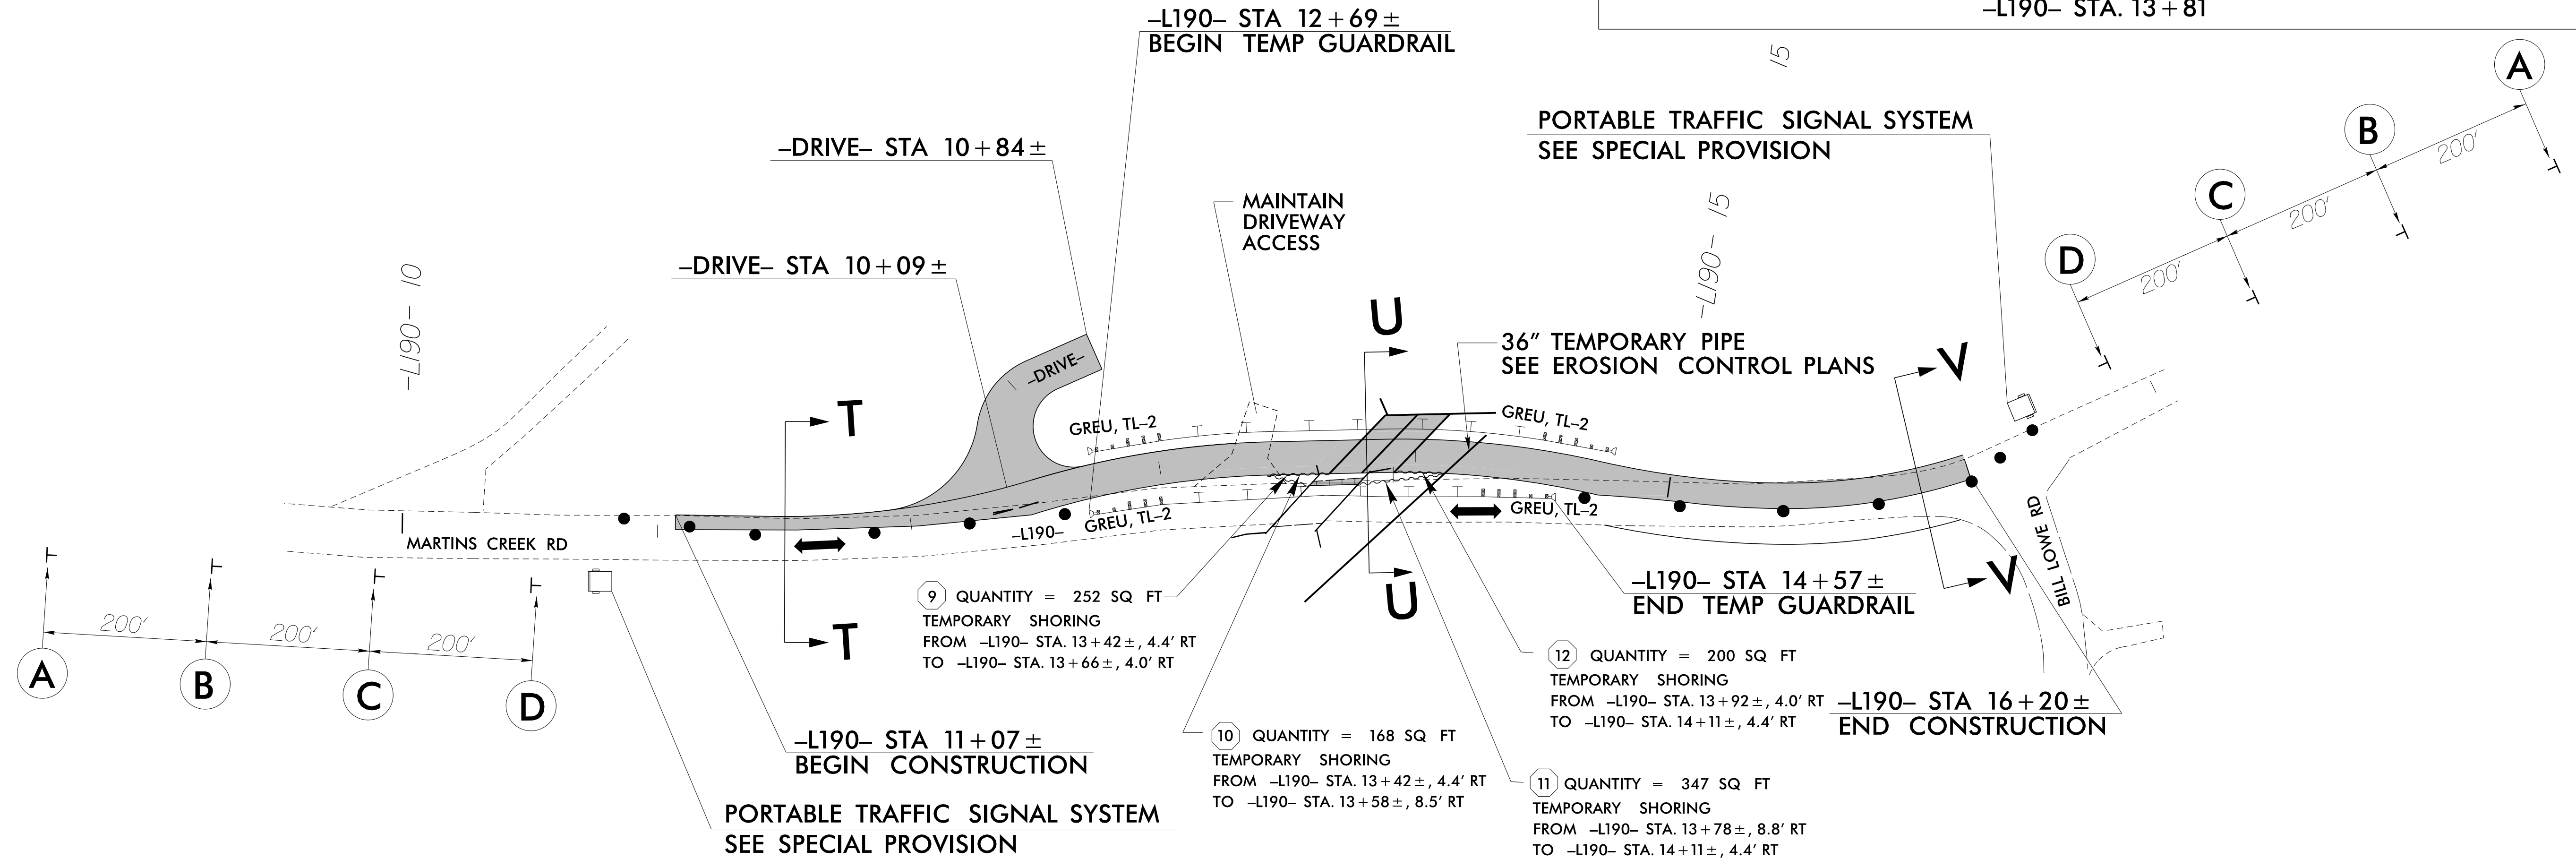 –L190– STA. 13+81
–L190– STA 12+69±
BEGIN TEMP GUARDRAIL
15
A
B
C
D
200'
200'
200'
PORTABLE TRAFFIC SIGNAL SYSTEM
SEE SPECIAL PROVISION
–DRIVE– STA 10+84±
MAINTAIN
DRIVEWAY
ACCESS
–DRIVE– STA 10+09±
–L190– 10
–L190– 15
U
36" TEMPORARY PIPE
SEE EROSION CONTROL PLANS
V
–DRIVE–
T
GREU, TL–2
GREU, TL–2
MARTINS CREEK RD
–L190–
GREU, TL–2
GREU, TL–2
BILL LOWE RD
V
U
T
–L190– STA 14+57±
END TEMP GUARDRAIL
9 QUANTITY = 252 SQ FT
TEMPORARY SHORING
FROM –L190– STA. 13+42±, 4.4' RT
TO –L190– STA. 13+66±, 4.0' RT
200'
200'
200'
A
B
C
D
12 QUANTITY = 200 SQ FT
TEMPORARY SHORING
FROM –L190– STA. 13+92±, 4.0' RT
TO –L190– STA. 14+11±, 4.4' RT
–L190– STA 16+20±
END CONSTRUCTION
–L190– STA 11+07±
BEGIN CONSTRUCTION
10 QUANTITY = 168 SQ FT
TEMPORARY SHORING
FROM –L190– STA. 13+42±, 4.4' RT
TO –L190– STA. 13+58±, 8.5' RT
11 QUANTITY = 347 SQ FT
TEMPORARY SHORING
FROM –L190– STA. 13+78±, 8.8' RT
TO –L190– STA. 14+11±, 4.4' RT
PORTABLE TRAFFIC SIGNAL SYSTEM
SEE SPECIAL PROVISION